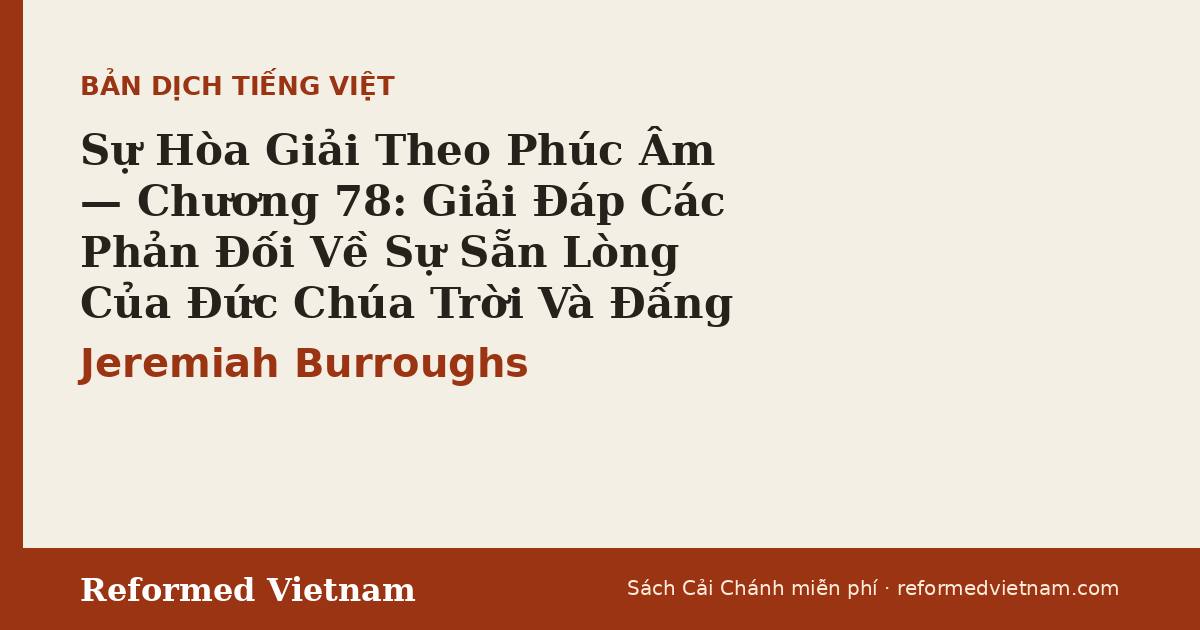 BẢN DỊCH TIẾNG VIỆT
Sự Hòa Giải Theo Phúc Âm
— Chương 78: Giải Đáp Các
Phản Đối Về Sự Sẵn Lòng
Của Đức Chúa Trời Và Đấng
Jeremiah Burroughs
Reformed Vietnam
Sách Cải Chánh miễn phí · reformedvietnam.com